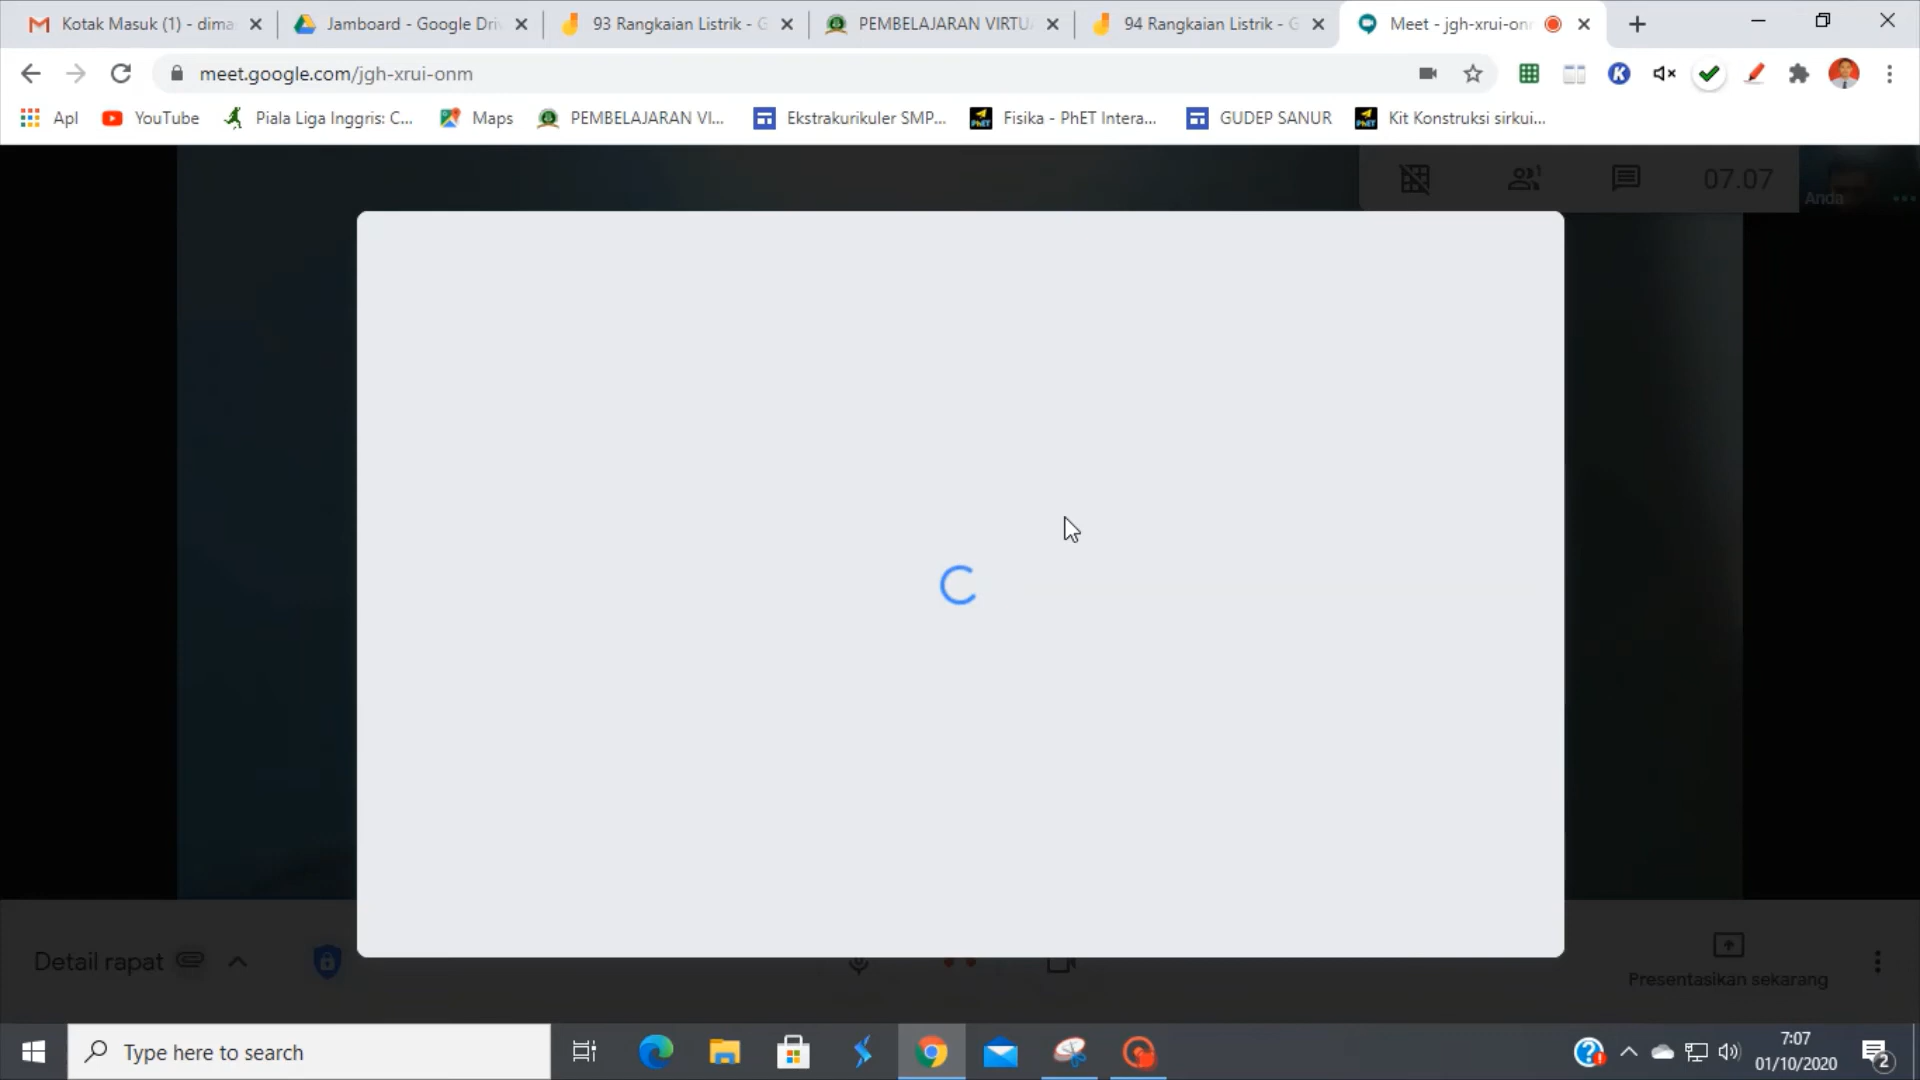 Kotak Masuk (1) - dima
Jamboard - Google Dri
93 Rangkaian Listrik - G
PEMBELAJARAN VIRTU
94 Rangkaian Listrik - G
Meet - jgh-xrui-onm
meet.google.com/jgh-xrui-onm
Apl
YouTube
Piala Liga Inggris: C...
Maps
PEMBELAJARAN VI...
Ekstrakurikuler SMP...
Fisika - PhET Intera...
GUDEP SANUR
Kit Konstruksi sirkui...
1
07.07
Anda
Detail rapat
Presentasikan sekarang
Type here to search
7:07
01/10/2020
2